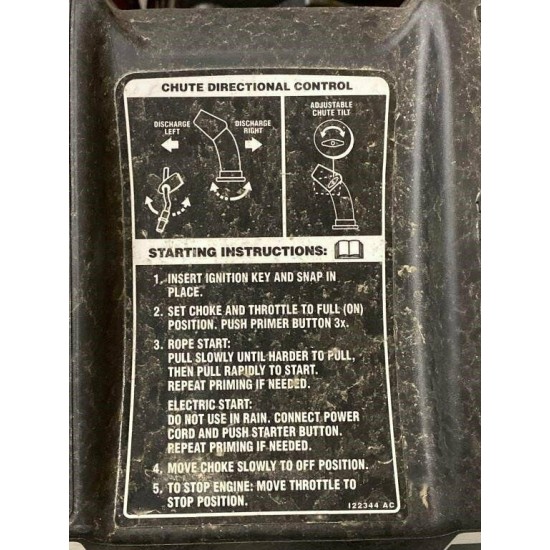 CHUTE DIRECTIONAL CONTROL
DISCHARGE
LEFT
DISCHARGE
RIGHT
ADJUSTABLE
CHUTE TILT
STARTING INSTRUCTIONS:
1. INSERT IGNITION KEY AND SNAP IN
PLACE.
2. SET CHOKE AND THROTTLE TO FULL (ON)
POSITION. PUSH PRIMER BUTTON 3x.
3. ROPE START:
PULL SLOWLY UNTIL HARDER TO PULL,
THEN PULL RAPIDLY TO START.
REPEAT PRIMING IF NEEDED.
ELECTRIC START:
DO NOT USE IN RAIN. CONNECT POWER
CORD AND PUSH STARTER BUTTON.
REPEAT PRIMING IF NEEDED.
4. MOVE CHOKE SLOWLY TO OFF POSITION.
5. TO STOP ENGINE: MOVE THROTTLE TO
STOP POSITION.
122344 AC